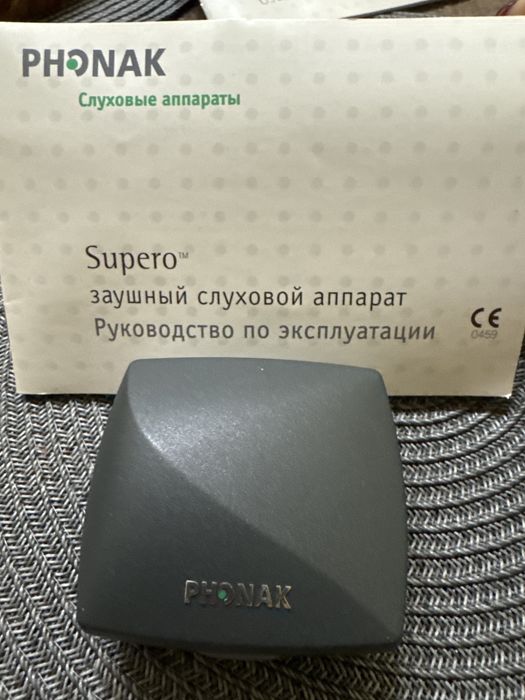 PHONAK
Слуховые аппараты
Supero™
заушный слуховой аппарат
Руководство по эксплуатации
CE
0459
PHONAK